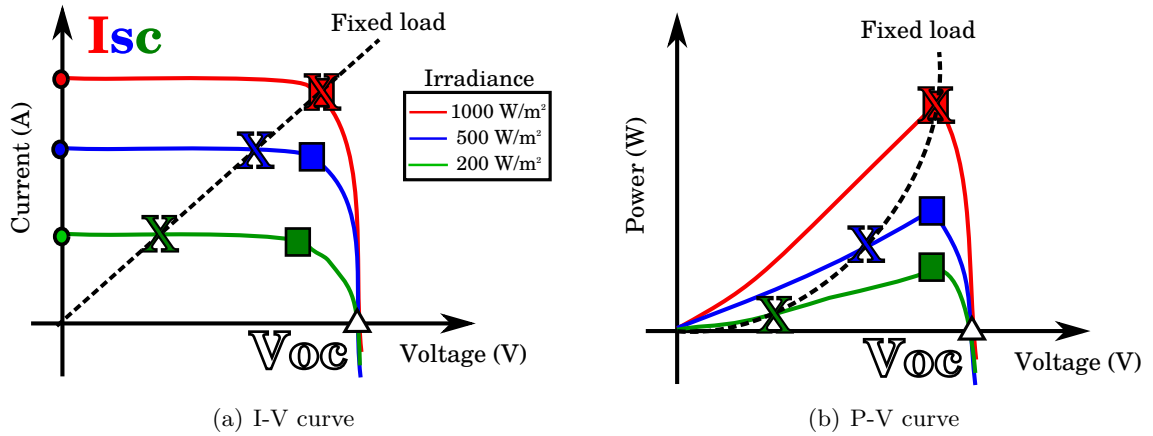 Isc
Fixed load
Irradiance
1000 W/m²
500 W/m²
200 W/m²
Current (A)
X
X
X
Voc
Voltage (V)
(a) I-V curve
Fixed load
Power (W)
X
X
X
Voc
Voltage (V)
(b) P-V curve